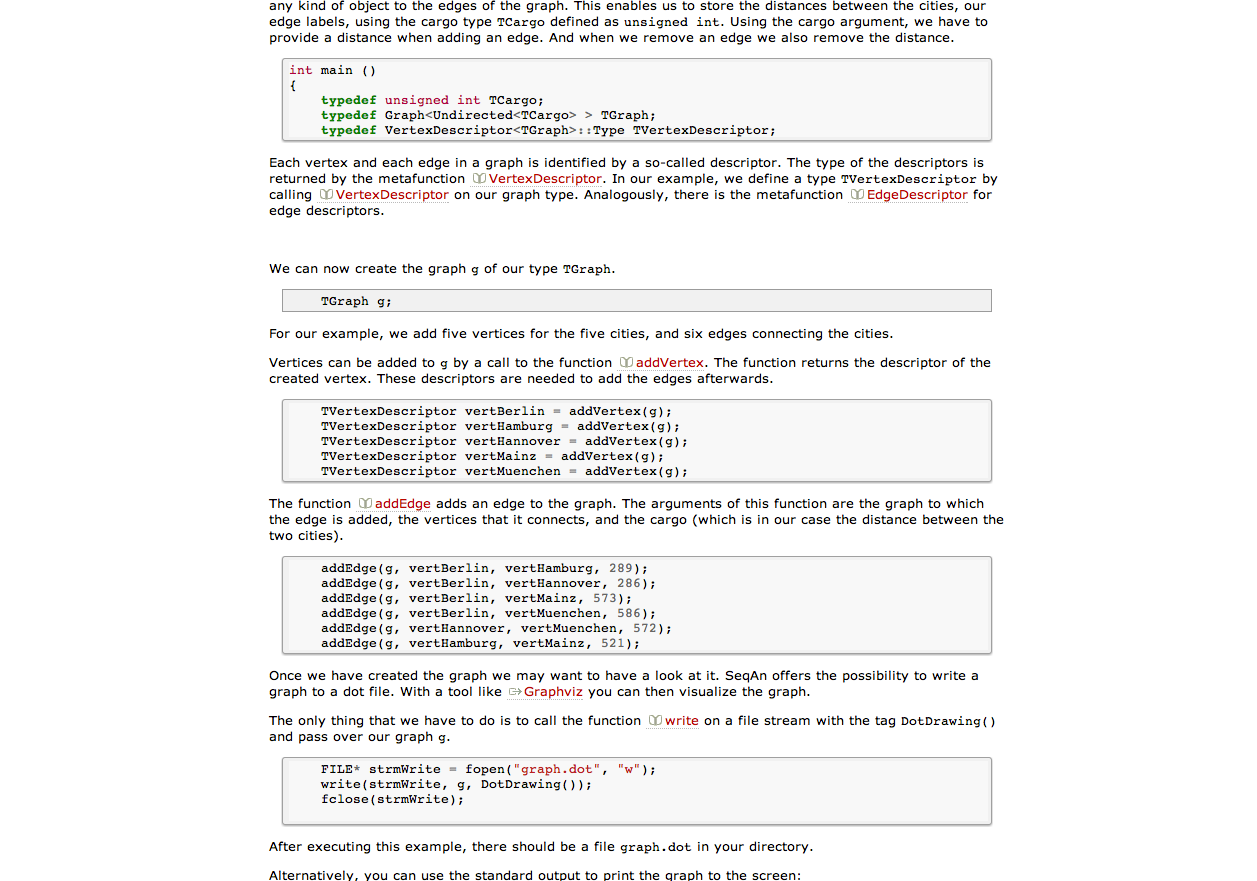 any kind of object to the edges of the graph. This enables us to store the distances between the cities, our
edge labels, using the cargo type TCargo defined as unsigned int. Using the cargo argument, we have to
provide a distance when adding an edge. And when we remove an edge we also remove the distance.
int main ()
{
    typedef unsigned int TCargo;
    typedef Graph<Undirected<TCargo> > TGraph;
    typedef VertexDescriptor<TGraph>::Type TVertexDescriptor;
Each vertex and each edge in a graph is identified by a so-called descriptor. The type of the descriptors is
returned by the metafunction VertexDescriptor. In our example, we define a type TVertexDescriptor by
calling VertexDescriptor on our graph type. Analogously, there is the metafunction EdgeDescriptor for
edge descriptors.
We can now create the graph g of our type TGraph.
    TGraph g;
For our example, we add five vertices for the five cities, and six edges connecting the cities.
Vertices can be added to g by a call to the function addVertex. The function returns the descriptor of the
created vertex. These descriptors are needed to add the edges afterwards.
    TVertexDescriptor vertBerlin = addVertex(g);
    TVertexDescriptor vertHamburg = addVertex(g);
    TVertexDescriptor vertHannover = addVertex(g);
    TVertexDescriptor vertMainz = addVertex(g);
    TVertexDescriptor vertMuenchen = addVertex(g);
The function addEdge adds an edge to the graph. The arguments of this function are the graph to which
the edge is added, the vertices that it connects, and the cargo (which is in our case the distance between the
two cities).
    addEdge(g, vertBerlin, vertHamburg, 289);
    addEdge(g, vertBerlin, vertHannover, 286);
    addEdge(g, vertBerlin, vertMainz, 573);
    addEdge(g, vertBerlin, vertMuenchen, 586);
    addEdge(g, vertHannover, vertMuenchen, 572);
    addEdge(g, vertHamburg, vertMainz, 521);
Once we have created the graph we may want to have a look at it. SeqAn offers the possibility to write a
graph to a dot file. With a tool like Graphviz you can then visualize the graph.
The only thing that we have to do is to call the function write on a file stream with the tag DotDrawing()
and pass over our graph g.
    FILE* strmWrite = fopen("graph.dot", "w");
    write(strmWrite, g, DotDrawing());
    fclose(strmWrite);
After executing this example, there should be a file graph.dot in your directory.
Alternatively, you can use the standard output to print the graph to the screen: